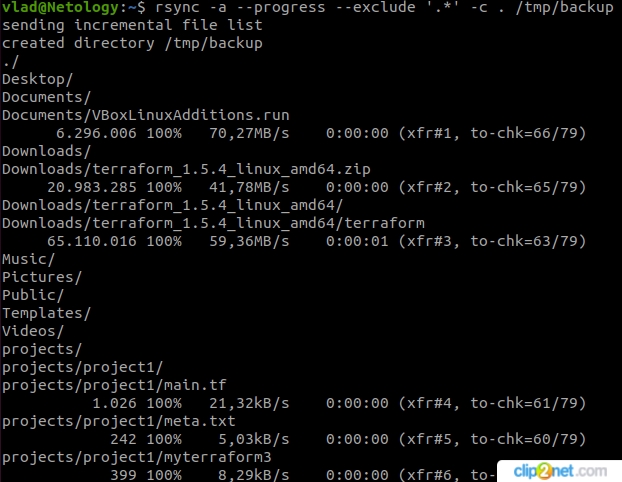 vlad@Netology:~$ rsync -a --progress --exclude '.*' -c . /tmp/backup
sending incremental file list
created directory /tmp/backup
./
Desktop/
Documents/
Documents/VBoxLinuxAdditions.run
6.296.006 100%   70,27MB/s    0:00:00 (xfr#1, to-chk=66/79)
Downloads/
Downloads/terraform_1.5.4_linux_amd64.zip
20.983.285 100%   41,78MB/s    0:00:00 (xfr#2, to-chk=65/79)
Downloads/terraform_1.5.4_linux_amd64/
Downloads/terraform_1.5.4_linux_amd64/terraform
65.110.016 100%   59,36MB/s    0:00:01 (xfr#3, to-chk=63/79)
Music/
Pictures/
Public/
Templates/
Videos/
projects/
projects/project1/
projects/project1/main.tf
1.026 100%   21,32kB/s    0:00:00 (xfr#4, to-chk=61/79)
projects/project1/meta.txt
242 100%    5,03kB/s    0:00:00 (xfr#5, to-chk=60/79)
projects/project1/myterraform3
399 100%    8,29kB/s    0:00:00 (xfr#6, to-
clip2net.com